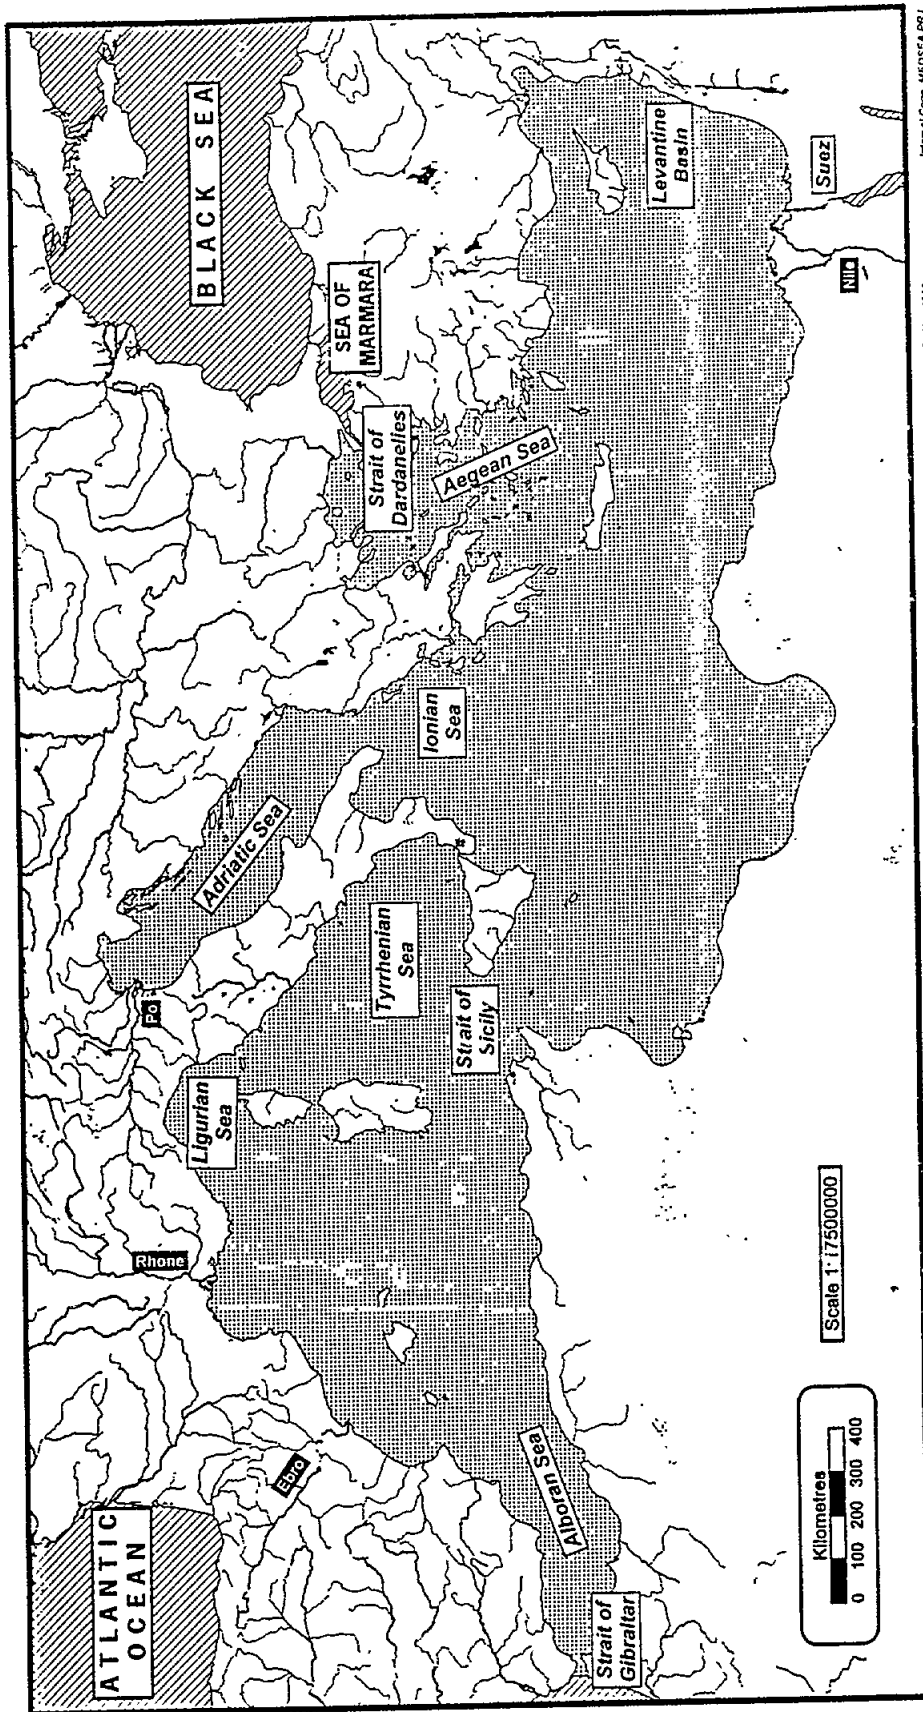 ATLANTIC
OCEAN
BLACK SEA
SEA OF
MARMARA
Strait of
Dardanelles
Aegean Sea
Adriatic Sea
Ionian
Sea
Tyrrhenian
Sea
Ligurian
Sea
Strait of
Sicily
Levantine
Basin
Suez
Nile
Po
Rhone
Ebro
Alboran Sea
Strait of
Gibraltar
Kilometres
0 100 200 300 400
Scale 1: 17500000